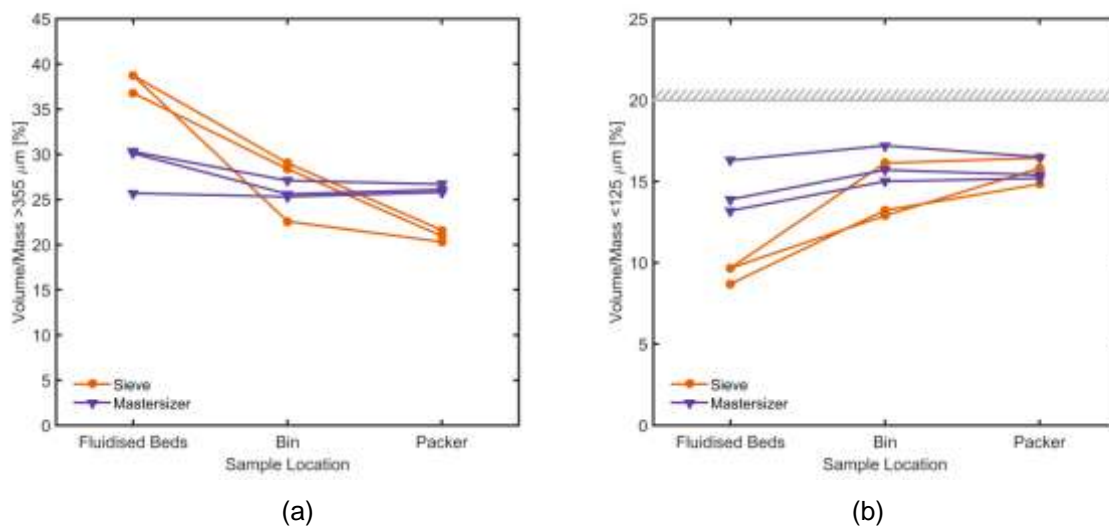 Volume/Mass >355 μm [%]
45
40
35
30
25
20
15
10
5
0
Sieve
Mastersizer
Fluidised Beds Bin Packer
Sample Location
(a)
Volume/Mass <125 μm [%]
25
20
15
10
5
0
Sieve
Mastersizer
Fluidised Beds Bin Packer
Sample Location
(b)